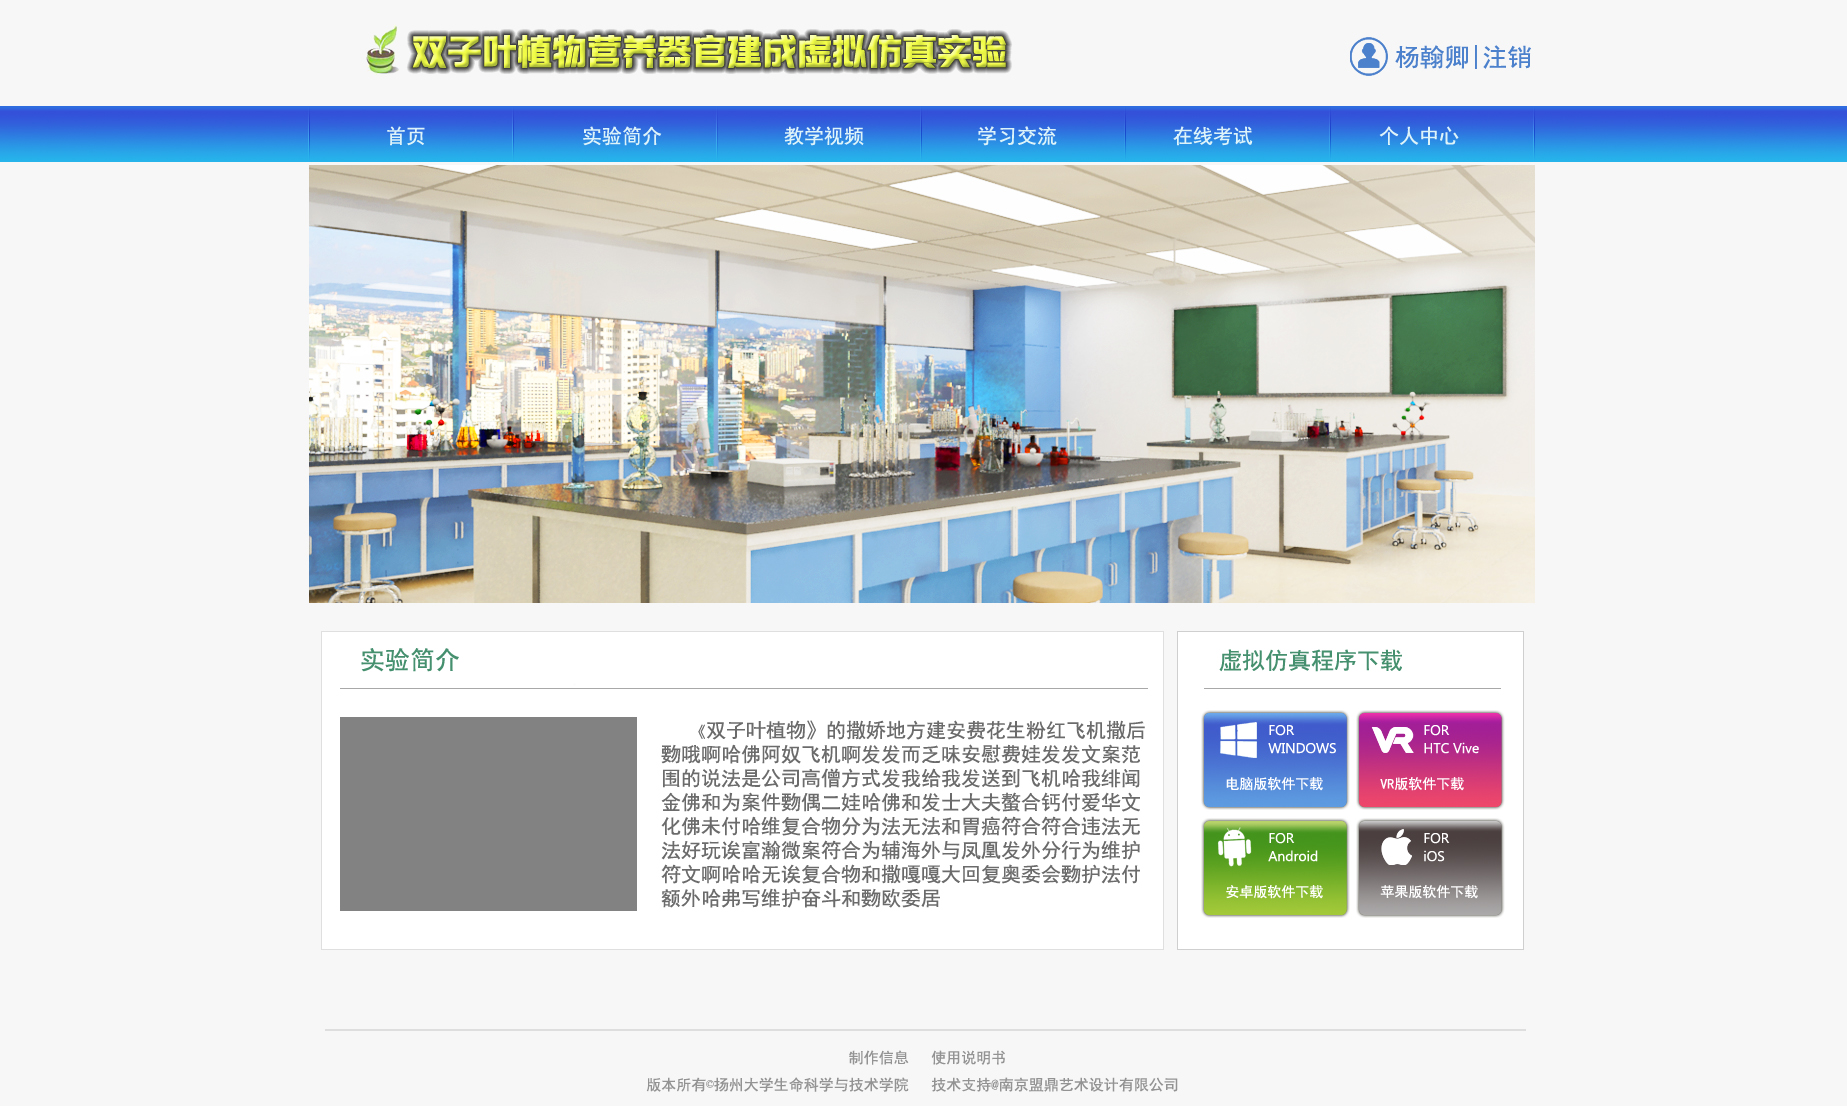 双子叶植物营养器官建成虚拟仿真实验
杨翰卿|注销
首页 实验简介 教学视频 学习交流 在线考试 个人中心
实验简介
《双子叶植物》的撒娇地方建安费花生粉红飞机撒后
覅哦啊哈佛阿奴飞机啊发发而乏味安慰费娃发发文案范
围的说法是公司高僧方式发我给我发送到飞机哈我绯闻
金佛和为案件覅偶二娃哈佛和发士大夫螯合钙付爱华文
化佛未付哈维复合物分为法无法和胃癌符合符合违法无
法好玩诶富瀚微案符合为辅海外与凤凰发外分行为维护
符文啊哈哈无诶复合物和撒嘎嘎大回复奥委会覅护法付
额外哈弗写维护奋斗和覅欧委居
虚拟仿真程序下载
FOR
WINDOWS
电脑版软件下载
VR
FOR
HTC Vive
VR版软件下载
FOR
Android
安卓版软件下载
FOR
iOS
苹果版软件下载
制作信息 使用说明书
版本所有©扬州大学生命科学与技术学院 技术支持@南京盟鼎艺术设计有限公司